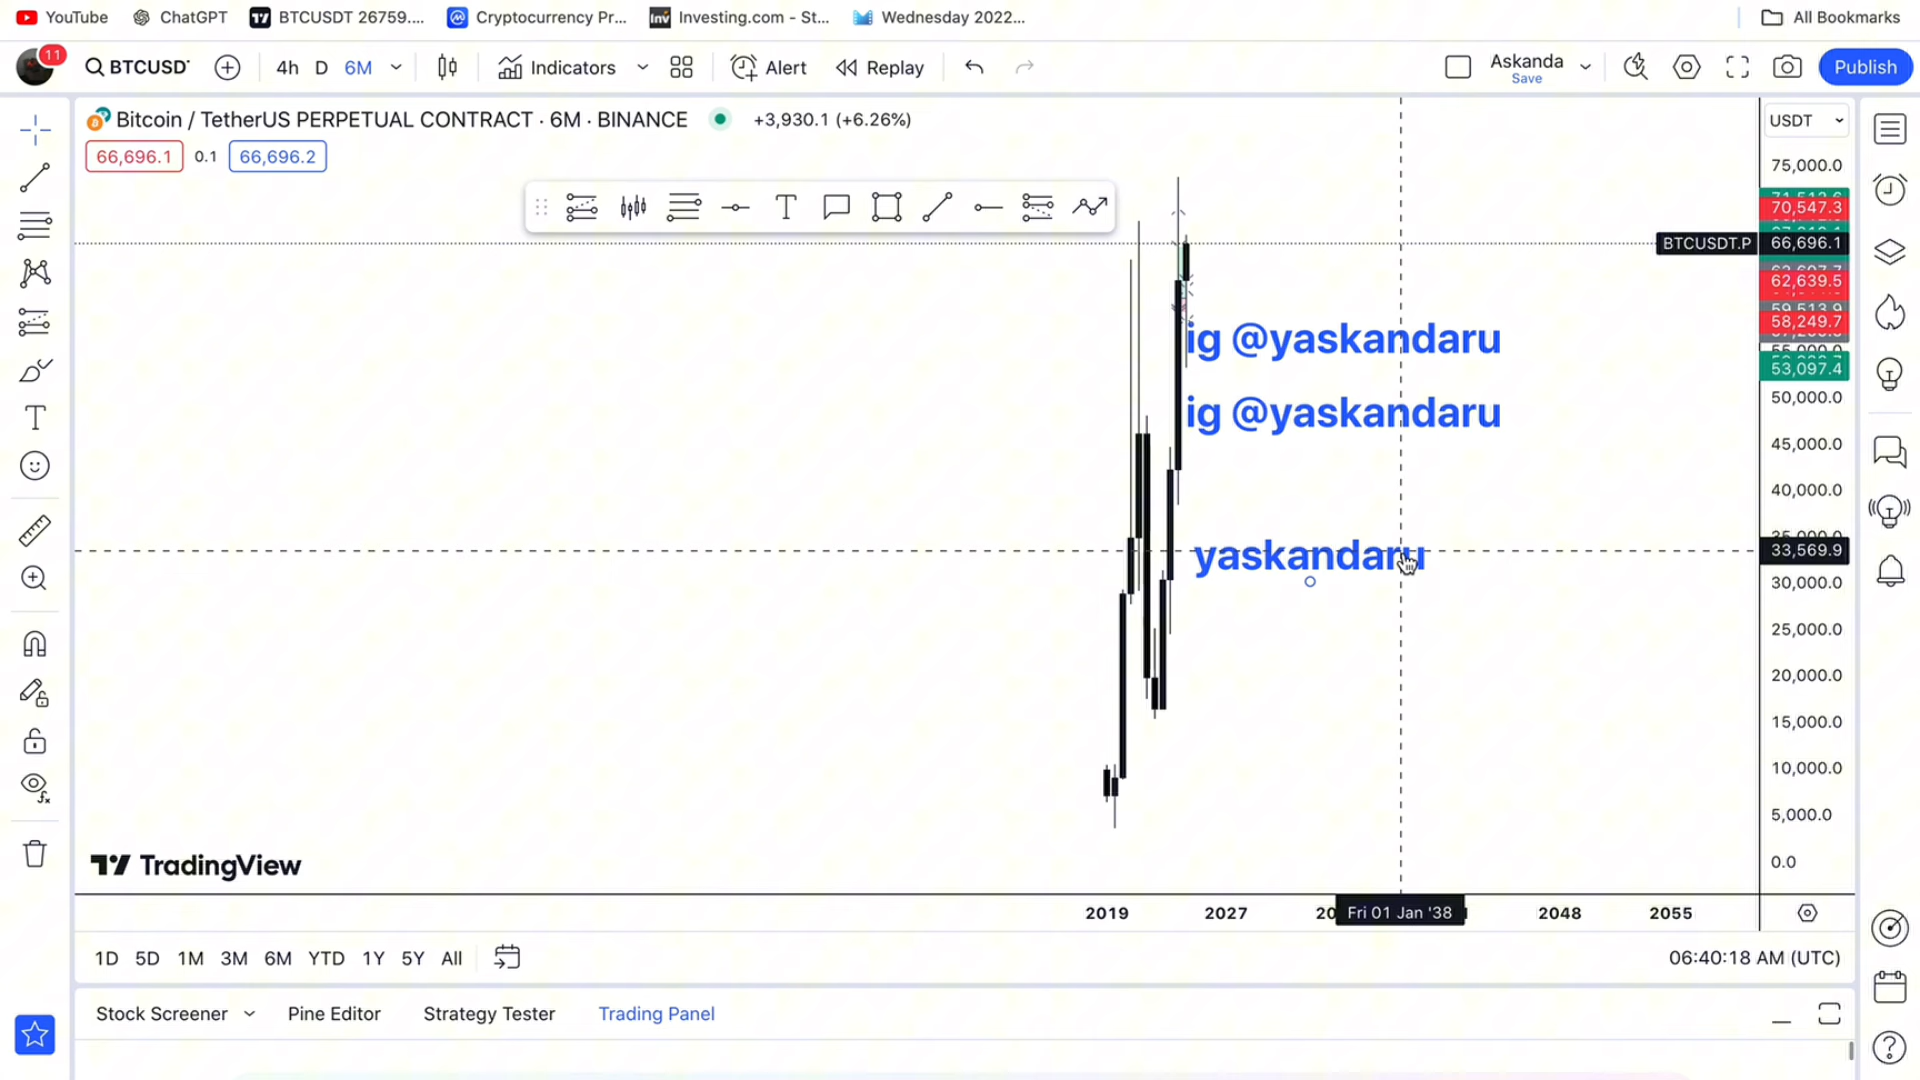 YouTube ChatGPT BTCUSDT 26759.... Cryptocurrency Pr... Investing.com - St... Wednesday 2022... All Bookmarks
11 BTCUSDT 4h D 6M Indicators Alert Replay Askanda Save Publish
Bitcoin / TetherUS PERPETUAL CONTRACT · 6M · BINANCE +3,930.1 (+6.26%) USDT
66,696.1 0.1 66,696.2
75,000.0
70,547.3
BTCUSDT.P 66,696.1
62,639.5
58,249.7
ig @yaskandaru
53,097.4
50,000.0
ig @yaskandaru
45,000.0
40,000.0
yaskandaru 33,569.9
30,000.0
25,000.0
20,000.0
15,000.0
10,000.0
5,000.0
TradingView 0.0
2019 2027 Fri 01 Jan '38 2048 2055
1D 5D 1M 3M 6M YTD 1Y 5Y All 06:40:18 AM (UTC)
Stock Screener Pine Editor Strategy Tester Trading Panel